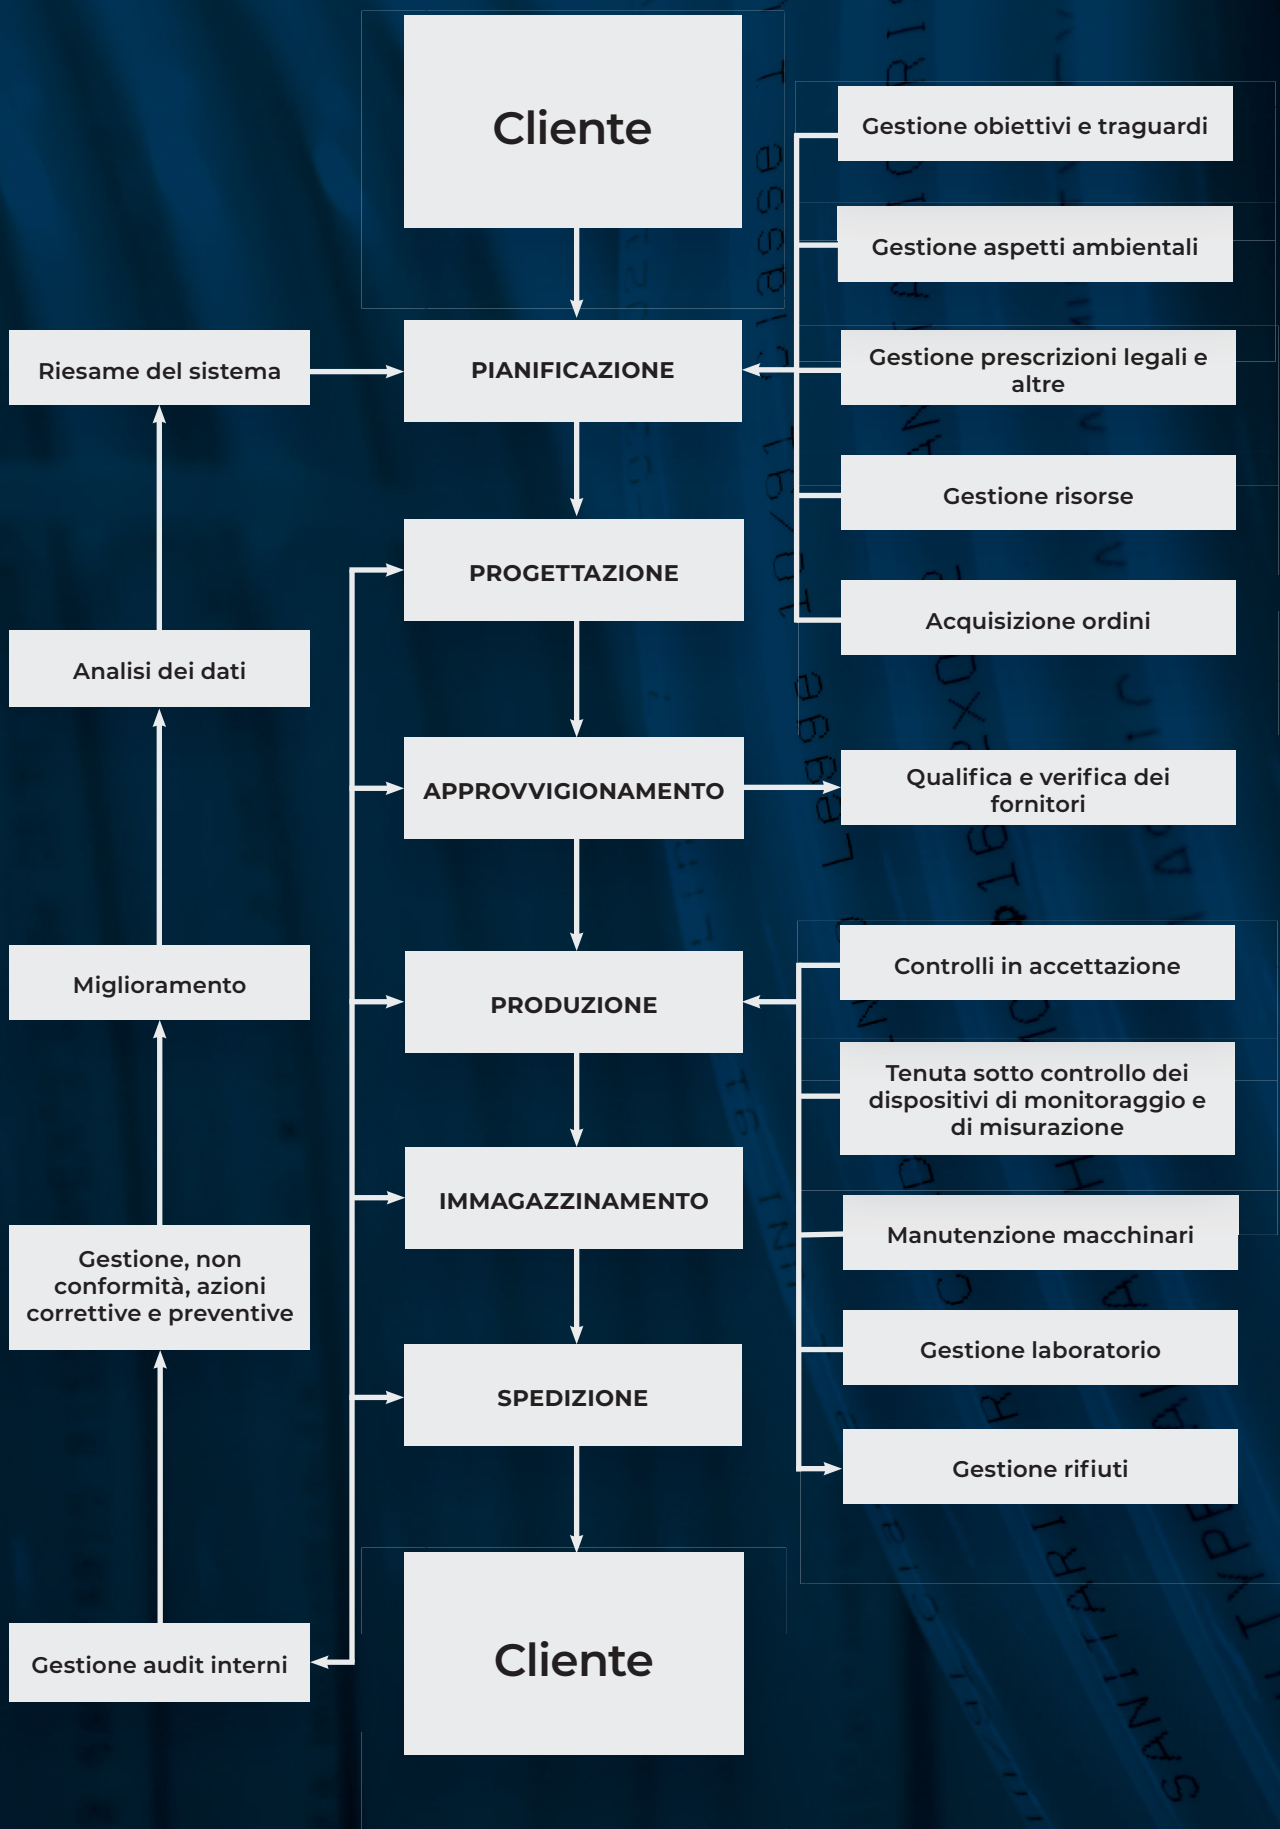 Cliente
Gestione obiettivi e traguardi
Gestione aspetti ambientali
Riesame del sistema
PIANIFICAZIONE
Gestione prescrizioni legali e
altre
Gestione risorse
PROGETTAZIONE
Acquisizione ordini
Analisi dei dati
APPROVVIGIONAMENTO
Qualifica e verifica dei
fornitori
Miglioramento
PRODUZIONE
Controlli in accettazione
Tenuta sotto controllo dei
dispositivi di monitoraggio e
di misurazione
IMMAGAZZINAMENTO
Manutenzione macchinari
Gestione, non
conformità, azioni
correttive e preventive
Gestione laboratorio
SPEDIZIONE
Gestione rifiuti
Gestione audit interni
Cliente